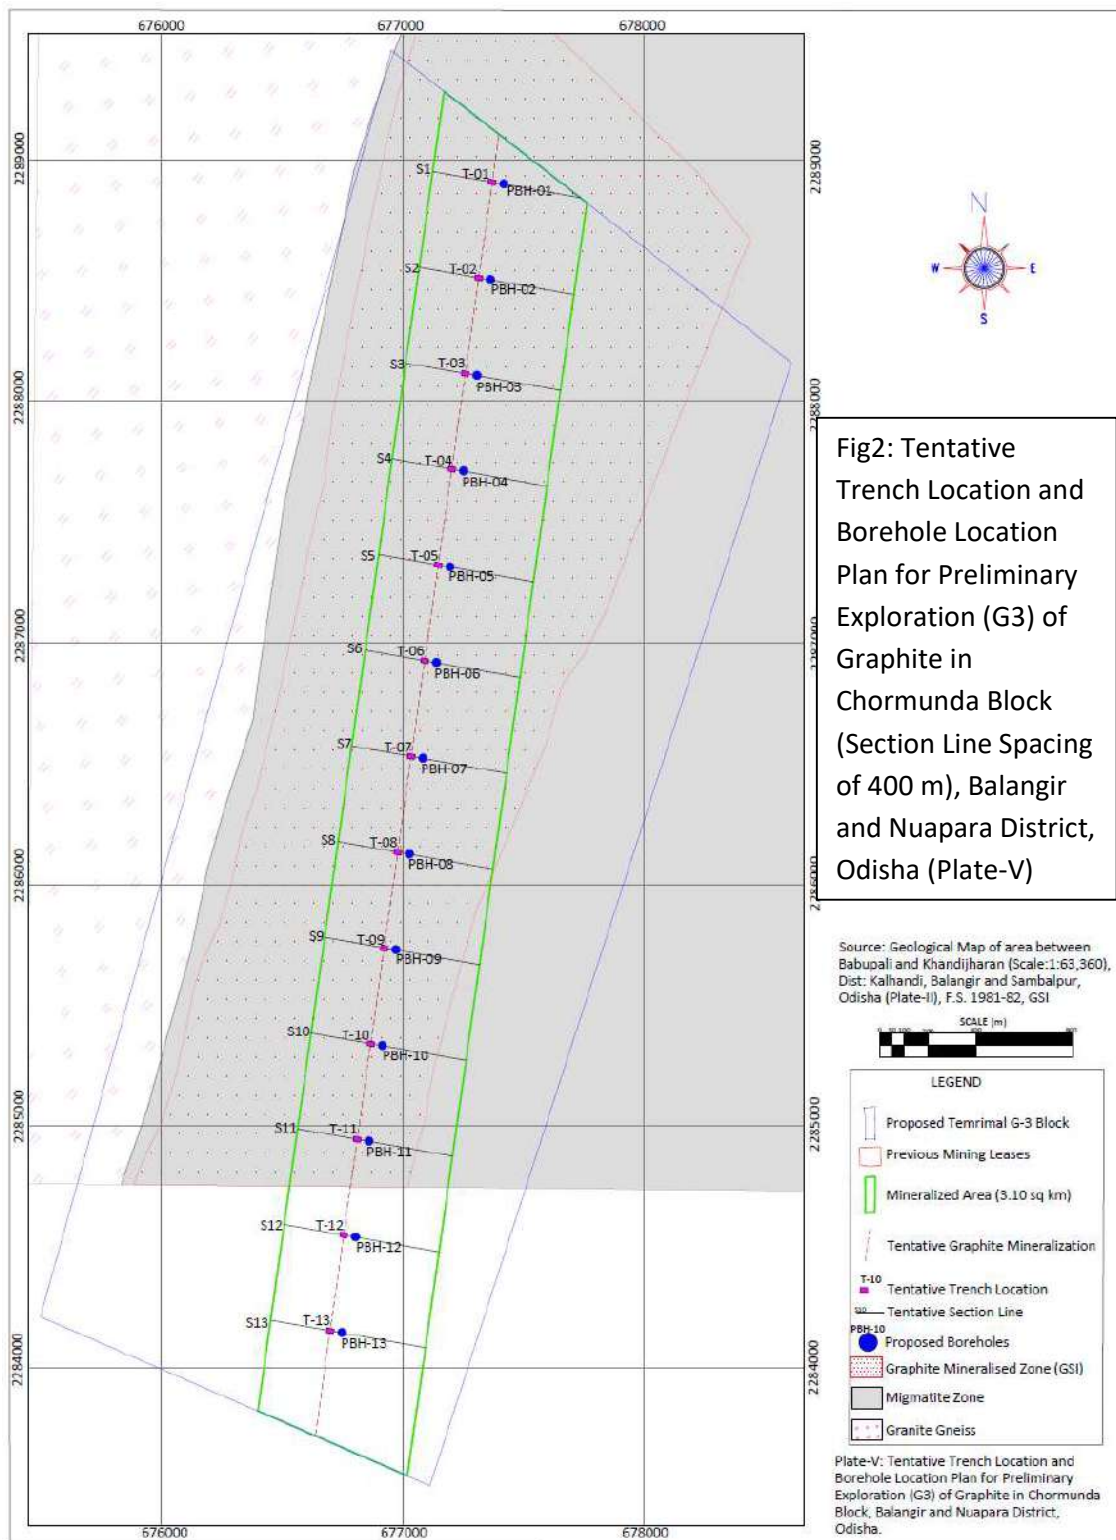 676000
677000
678000
2289000
2289000
S1
T-01
PBH-01
N
W
E
S
S2
T-02
PBH-02
S3
T-03
PBH-03
2288000
2288000
S4
T-04
PBH-04
Fig2: Tentative
Trench Location and
Borehole Location
Plan for Preliminary
Exploration (G3) of
Graphite in
Chormunda Block
(Section Line Spacing
of 400 m), Balangir
and Nuapara District,
Odisha (Plate-V)
S5
T-05
PBH-05
2287000
2287000
S6
T-06
PBH-06
S7
T-07
PBH-07
S8
T-08
PBH-08
2286000
2286000
S9
T-09
PBH-09
S10
T-10
PBH-10
2285000
2285000
S11
T-11
PBH-11
S12
T-12
PBH-12
S13
T-13
PBH-13
2284000
2284000
676000
677000
678000
Source: Geological Map of area between
Babupali and Khandijharan (Scale:1:63,360),
Dist: Kalhandi, Balangir and Sambalpur,
Odisha (Plate-II), F.S. 1981-82, GSI
SCALE (m)
LEGEND
Proposed Temrimal G-3 Block
Previous Mining Leases
Mineralized Area (3.10 sq km)
Tentative Graphite Mineralization
T-10
Tentative Trench Location
S10
Tentative Section Line
PBH-10
Proposed Boreholes
Graphite Mineralised Zone (GSI)
Migmatite Zone
Granite Gneiss
Plate-V: Tentative Trench Location and
Borehole Location Plan for Preliminary
Exploration (G3) of Graphite in Chormunda
Block, Balangir and Nuapara District,
Odisha.